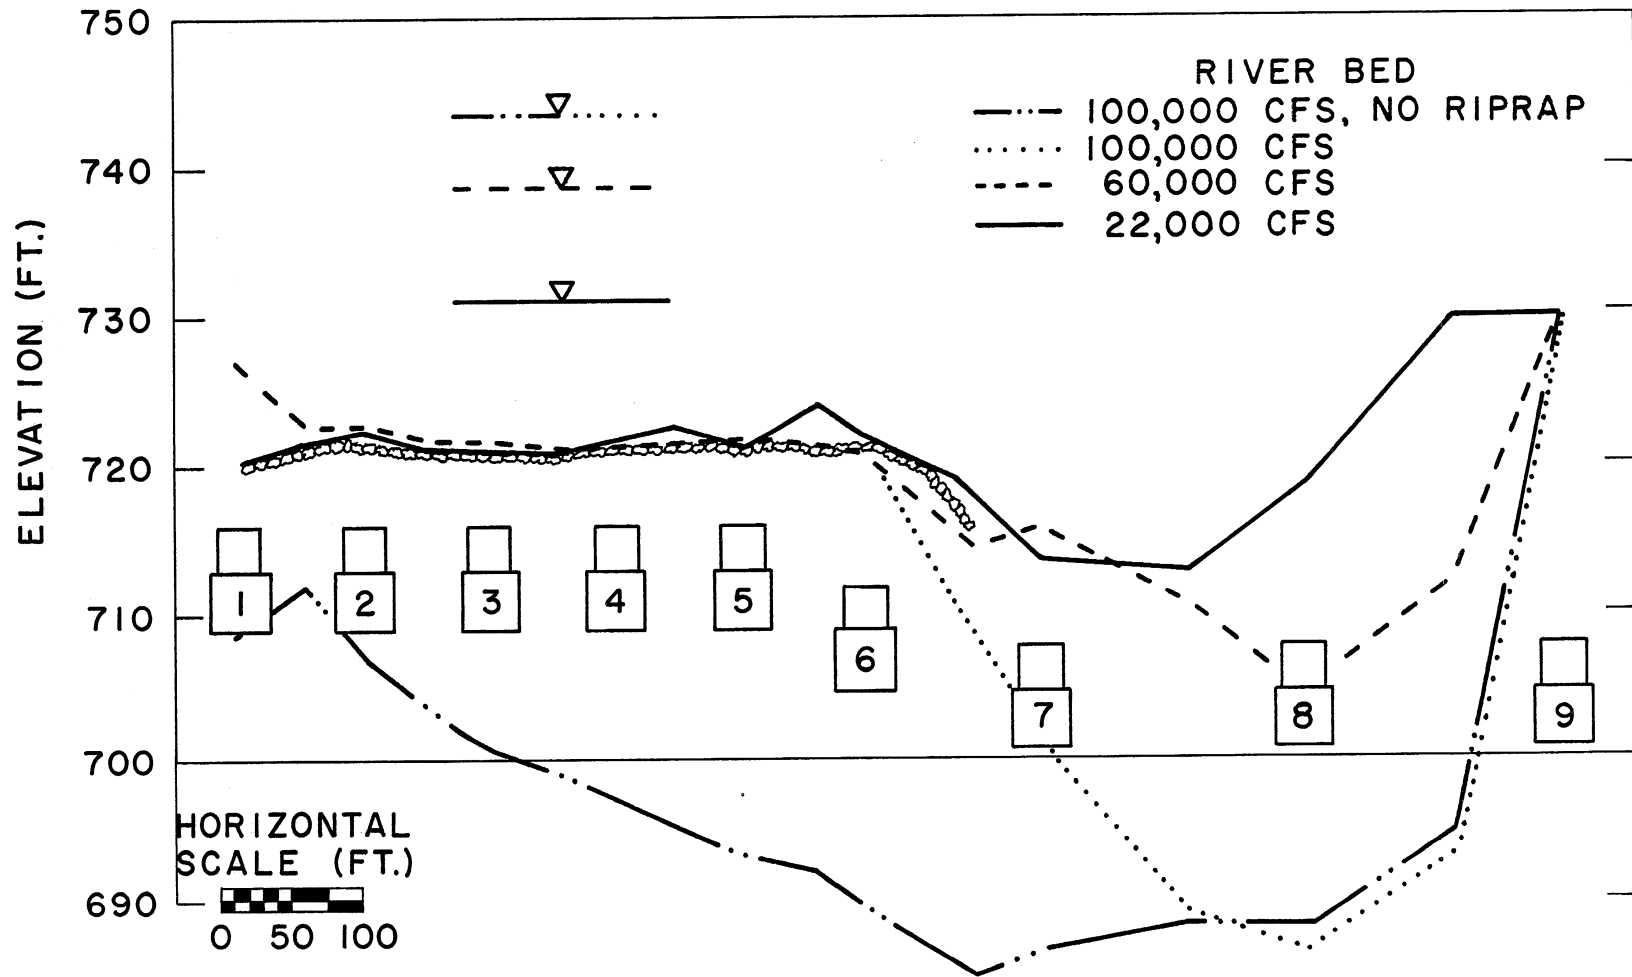 750
740
730
720
710
700
690
ELEVATION (FT.)
RIVER BED
100,000 CFS, NO RIPRAP
100,000 CFS
60,000 CFS
22,000 CFS
1
2
3
4
5
6
7
8
9
HORIZONTAL
SCALE (FT.)
0 50 100